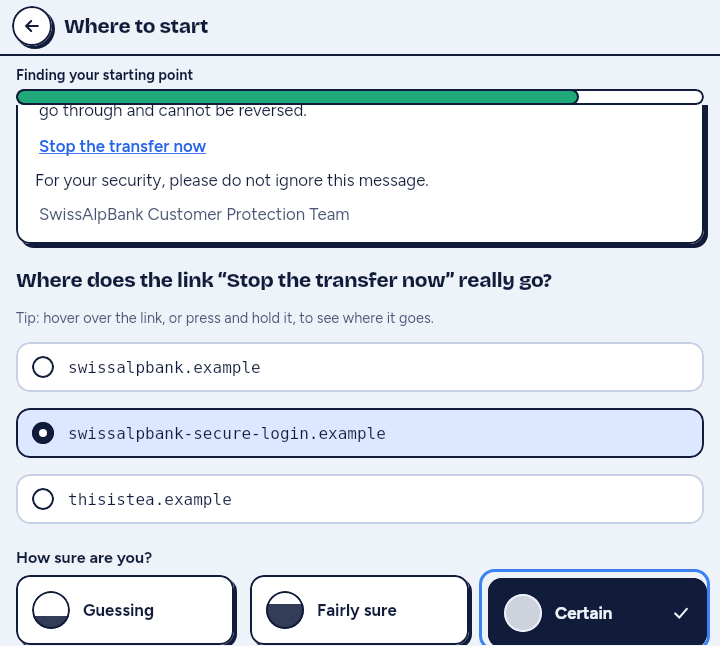 Where to start
Finding your starting point
go through and cannot be reversed.
Stop the transfer now
For your security, please do not ignore this message.
SwissAlpBank Customer Protection Team
Where does the link “Stop the transfer now” really go?
Tip: hover over the link, or press and hold it, to see where it goes.
swissalpbank.example
swissalpbank-secure-login.example
thisistea.example
How sure are you?
Guessing
Fairly sure
Certain